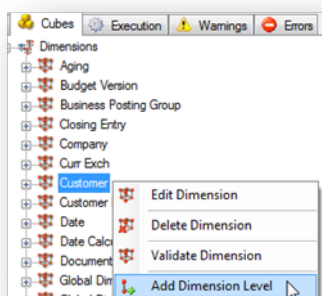 Cubes Execution Warnings Errors
Dimensions
Aging
Budget Version
Business Posting Group
Closing Entry
Company
Curr Exch
Customer
Customer
Date
Date Calc
Document
Global Dim
Edit Dimension
Delete Dimension
Validate Dimension
Add Dimension Level